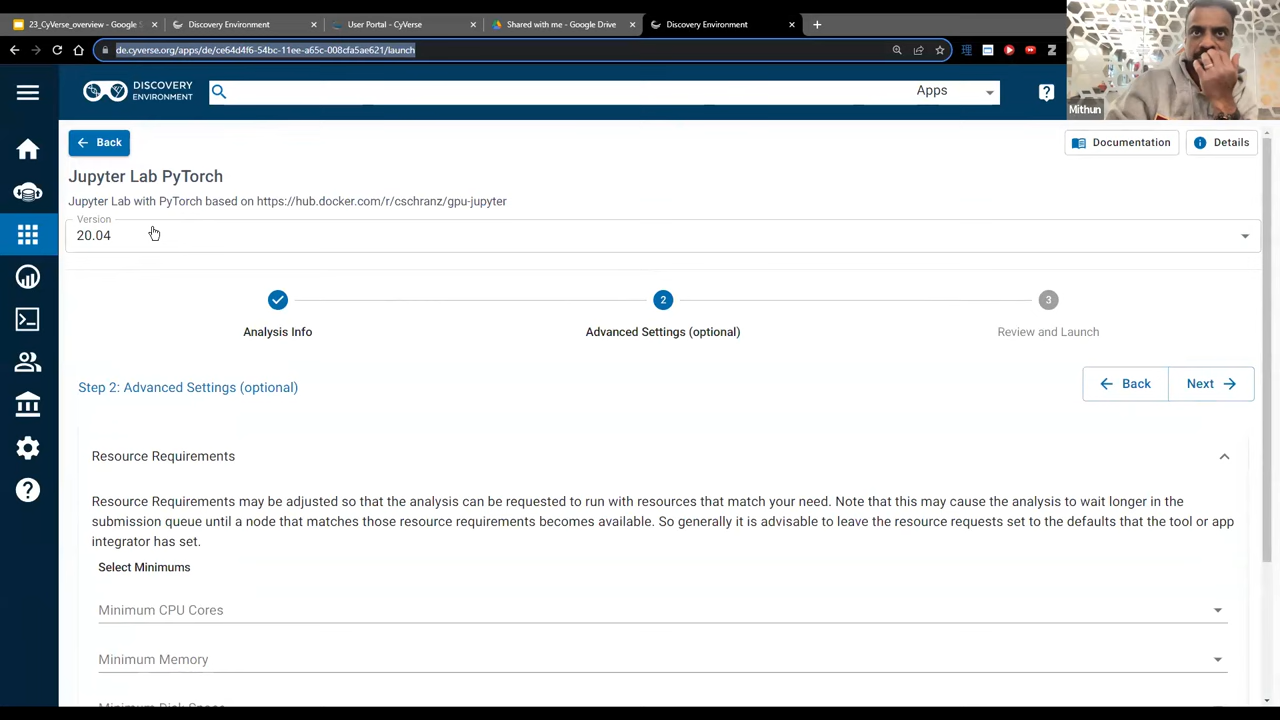 23_CyVerse_overview - Google S
Discovery Environment
User Portal - CyVerse
Shared with me - Google Drive
Discovery Environment
de.cyverse.org/apps/de/ce64d4f6-54bc-11ee-a65c-008cfa5ae621/launch
DISCOVERY
ENVIRONMENT
Apps
Mithun
Back
Documentation
Details
Jupyter Lab PyTorch
Jupyter Lab with PyTorch based on https://hub.docker.com/r/cschranz/gpu-jupyter
Version
20.04
2
3
Analysis Info
Advanced Settings (optional)
Review and Launch
Step 2: Advanced Settings (optional)
Back
Next
Resource Requirements
Resource Requirements may be adjusted so that the analysis can be requested to run with resources that match your need. Note that this may cause the analysis to wait longer in the
submission queue until a node that matches those resource requirements becomes available. So generally it is advisable to leave the resource requests set to the defaults that the tool or app
integrator has set.
Select Minimums
Minimum CPU Cores
Minimum Memory
Minimum Disk Space